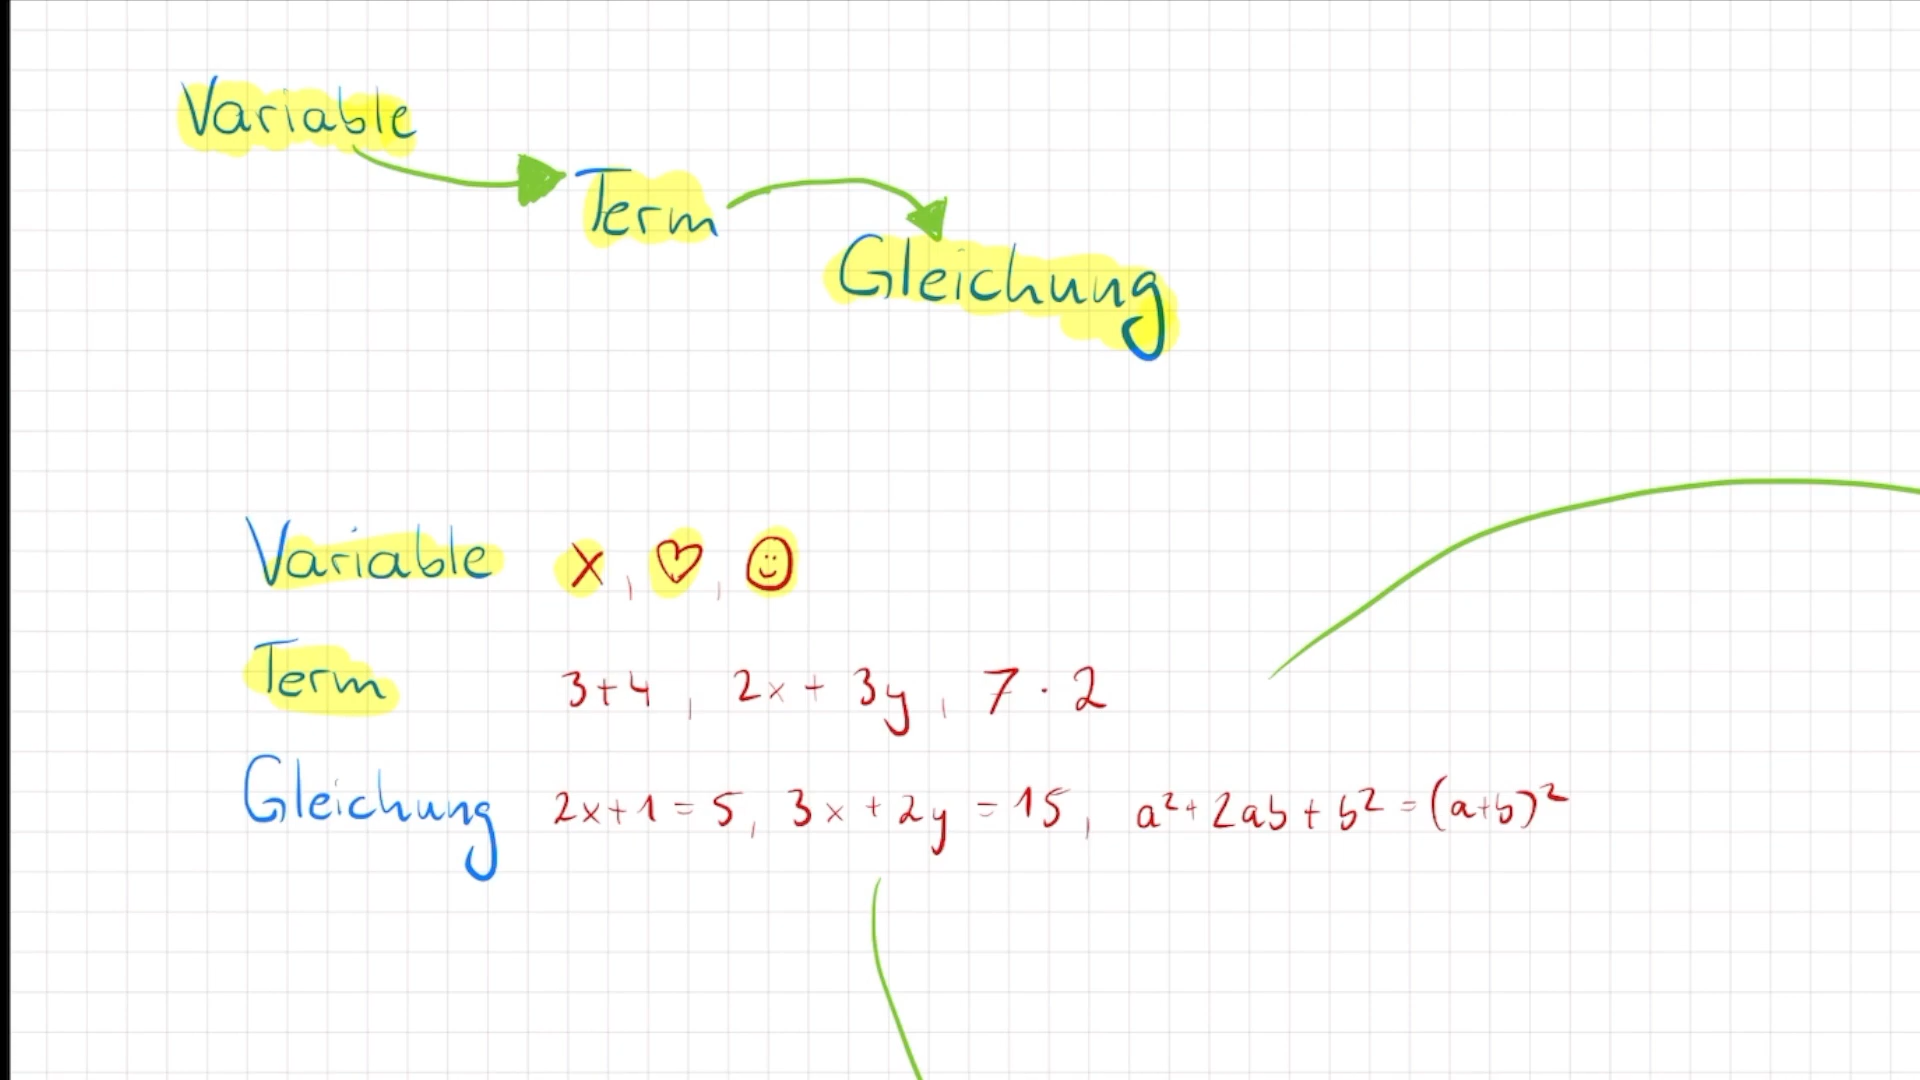 Variable
Term
Gleichung
Variable x, ♡, ☺
Term 3+4, 2x+3y, 7·2
Gleichung 2x+1=5, 3x+2y=15, a²+2ab+b²=(a+b)²